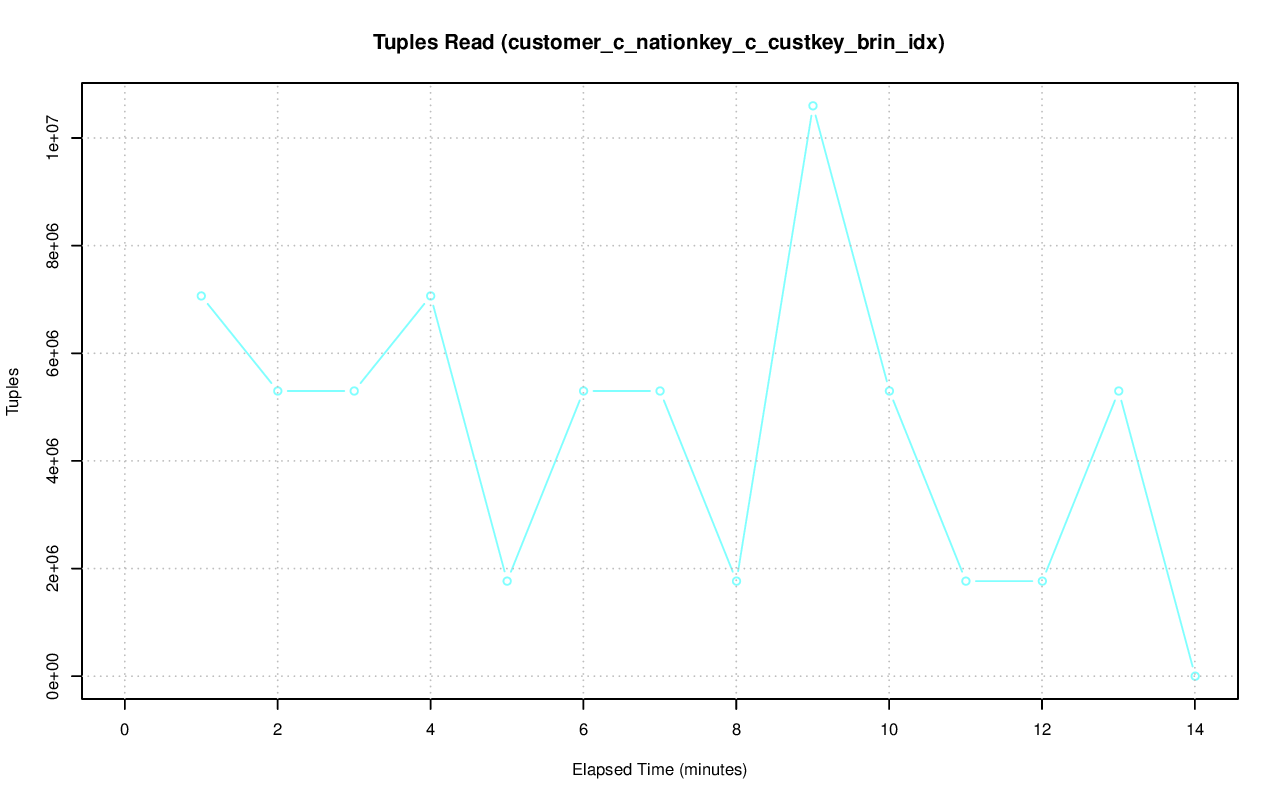 Tuples Read (customer_c_nationkey_c_custkey_brin_idx)
1e+07
8e+06
6e+06
4e+06
2e+06
0e+00
Tuples
0 2 4 6 8 10 12 14
Elapsed Time (minutes)